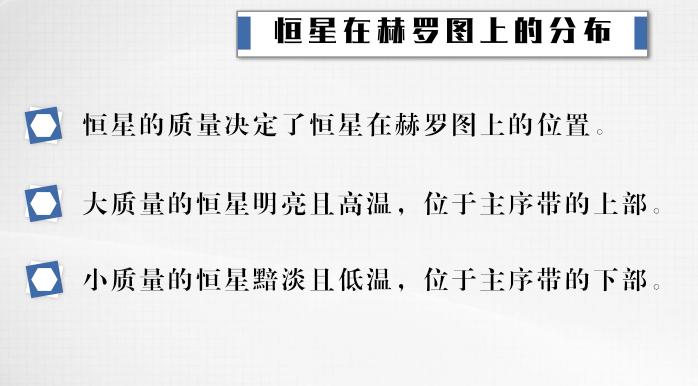 恒星在赫罗图上的分布
恒星的质量决定了恒星在赫罗图上的位置。
大质量的恒星明亮且高温，位于主序带的上部。
小质量的恒星黯淡且低温，位于主序带的下部。